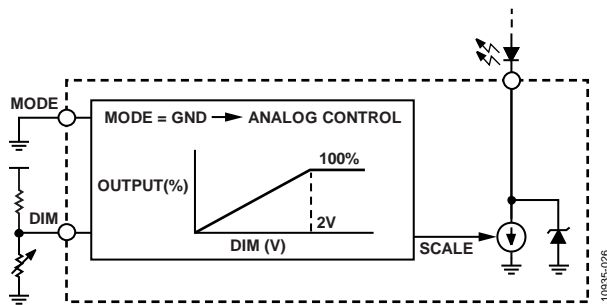 MODE
MODE = GND → ANALOG CONTROL
100%
OUTPUT(%)
DIM
2V
DIM (V)
SCALE
10935-026